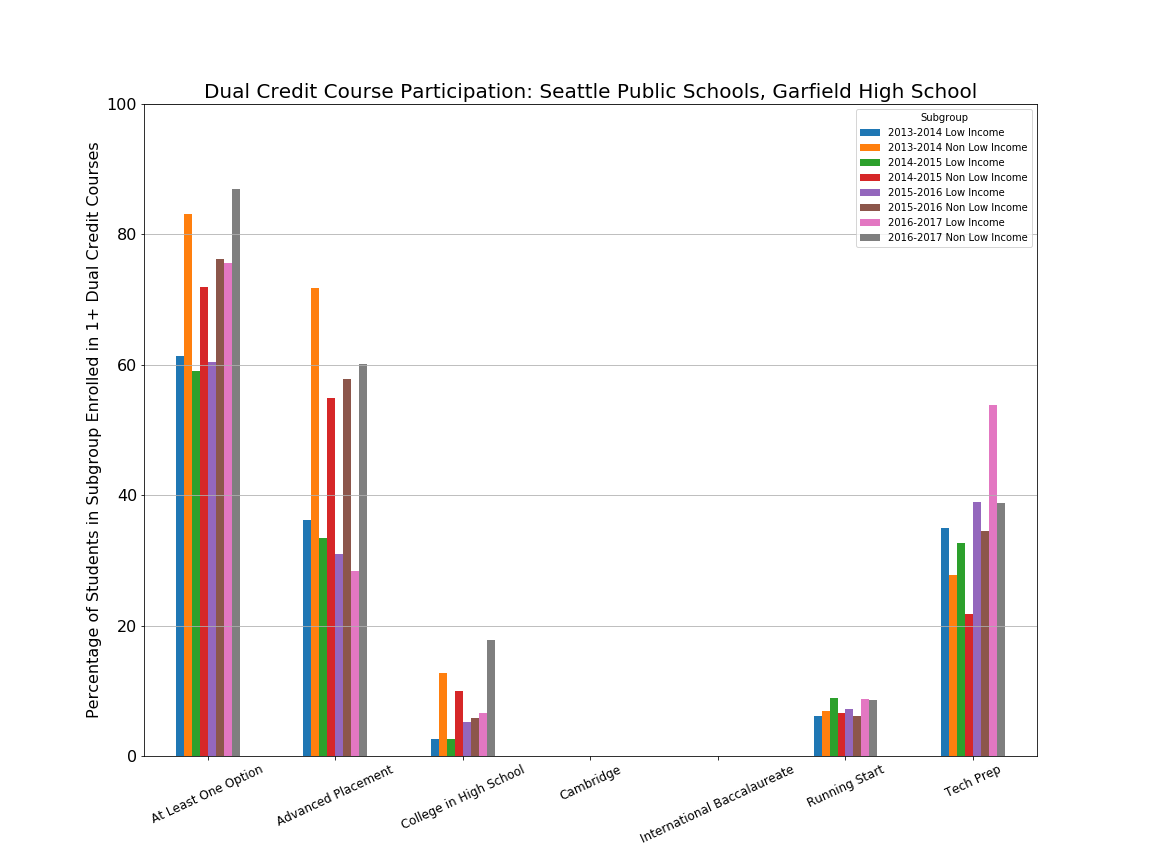 Dual Credit Course Participation: Seattle Public Schools, Garfield High School
Percentage of Students in Subgroup Enrolled in 1+ Dual Credit Courses
100
80
60
40
20
0
Subgroup
2013-2014 Low Income
2013-2014 Non Low Income
2014-2015 Low Income
2014-2015 Non Low Income
2015-2016 Low Income
2015-2016 Non Low Income
2016-2017 Low Income
2016-2017 Non Low Income
At Least One Option
Advanced Placement
College in High School
Cambridge
International Baccalaureate
Running Start
Tech Prep